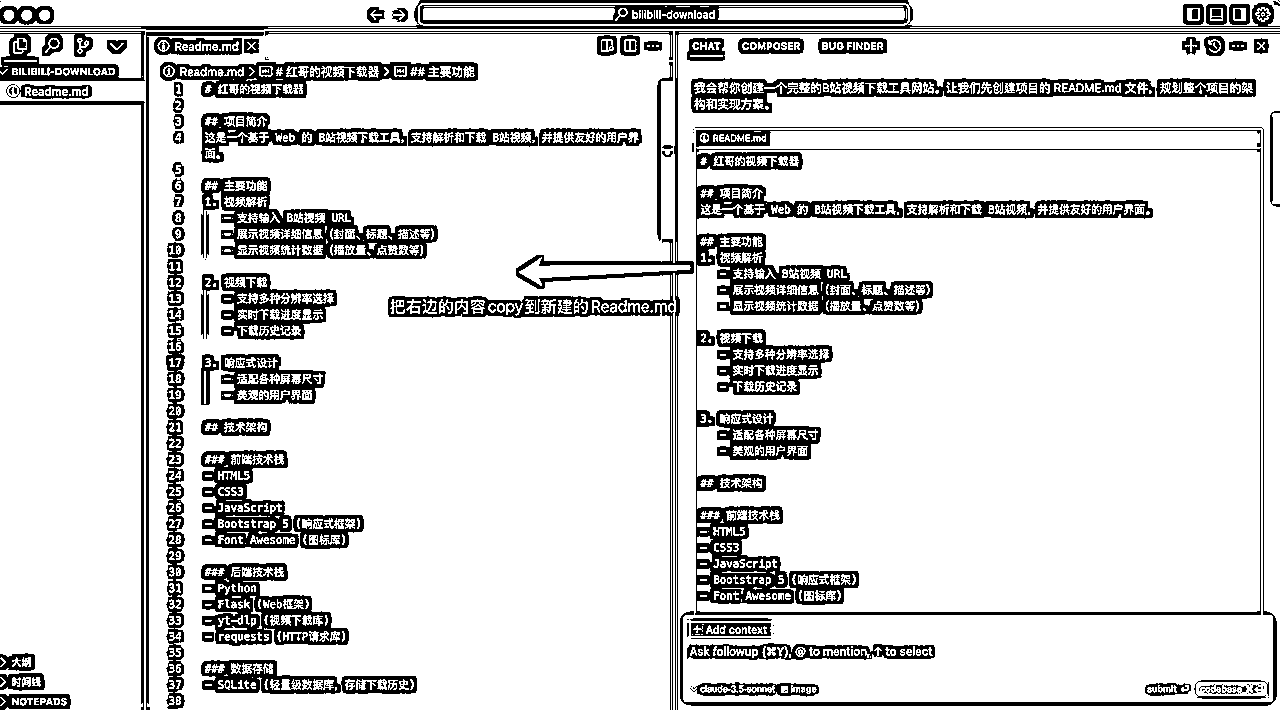 bilibili-download
BILIBILI-DOWNLOAD
Readme.md
大纲
时间线
NOTEPADS
Readme.md
Readme.md > # 红哥的视频下载器 > ## 主要功能
1 # 红哥的视频下载器
2
3 ## 项目简介
4 这是一个基于 Web 的 B站视频下载工具，支持解析和下载 B站视频，并提供友好的用户界
面。
5
6 ## 主要功能
7 1. 视频解析
8 - 支持输入 B站视频 URL
9 - 展示视频详细信息（封面、标题、描述等）
10 - 显示视频统计数据（播放量、点赞数等）
11
12 2. 视频下载
13 - 支持多种分辨率选择
14 - 实时下载进度显示
15 - 下载历史记录
16
17 3. 响应式设计
18 - 适配各种屏幕尺寸
19 - 美观的用户界面
20
21 ## 技术架构
22
23 ### 前端技术栈
24 - HTML5
25 - CSS3
26 - JavaScript
27 - Bootstrap 5 (响应式框架)
28 - Font Awesome (图标库)
29
30 ### 后端技术栈
31 - Python
32 - Flask (Web框架)
33 - yt-dlp (视频下载库)
34 - requests (HTTP请求库)
35
36 ### 数据存储
37 - SQLite (轻量级数据库，存储下载历史)
38
把右边的内容copy到新建的Readme.md
CHAT COMPOSER BUG FINDER
我会帮你创建一个完整的B站视频下载工具网站。让我们先创建项目的 README.md 文件，规划整个项目的架
构和实现方案。
README.md
# 红哥的视频下载器
## 项目简介
这是一个基于 Web 的 B站视频下载工具，支持解析和下载 B站视频，并提供友好的用户界面。
## 主要功能
1. 视频解析
- 支持输入 B站视频 URL
- 展示视频详细信息（封面、标题、描述等）
- 显示视频统计数据（播放量、点赞数等）
2. 视频下载
- 支持多种分辨率选择
- 实时下载进度显示
- 下载历史记录
3. 响应式设计
- 适配各种屏幕尺寸
- 美观的用户界面
## 技术架构
### 前端技术栈
- HTML5
- CSS3
- JavaScript
- Bootstrap 5 (响应式框架)
- Font Awesome (图标库)
+ Add context
Ask followup (⌘Y), @ to mention, ↑ to select
claude-3.5-sonnet image
submit codebase